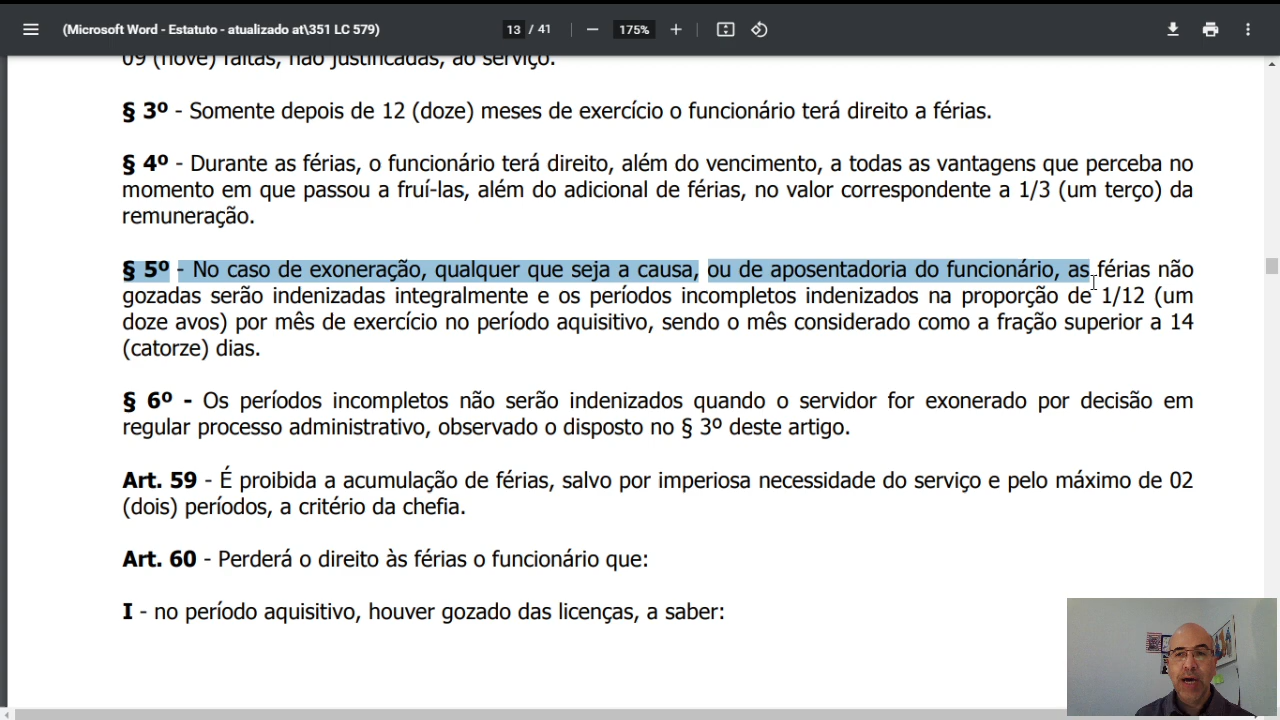 (Microsoft Word - Estatuto - atualizado at\351 LC 579)
13 / 41
175%
09 (nove) faltas, não justificadas, ao serviço.
§ 3º - Somente depois de 12 (doze) meses de exercício o funcionário terá direito a férias.
§ 4º - Durante as férias, o funcionário terá direito, além do vencimento, a todas as vantagens que perceba no
momento em que passou a fruí-las, além do adicional de férias, no valor correspondente a 1/3 (um terço) da
remuneração.
§ 5º - No caso de exoneração, qualquer que seja a causa, ou de aposentadoria do funcionário, as férias não
gozadas serão indenizadas integralmente e os períodos incompletos indenizados na proporção de 1/12 (um
doze avos) por mês de exercício no período aquisitivo, sendo o mês considerado como a fração superior a 14
(catorze) dias.
§ 6º - Os períodos incompletos não serão indenizados quando o servidor for exonerado por decisão em
regular processo administrativo, observado o disposto no § 3º deste artigo.
Art. 59 - É proibida a acumulação de férias, salvo por imperiosa necessidade do serviço e pelo máximo de 02
(dois) períodos, a critério da chefia.
Art. 60 - Perderá o direito às férias o funcionário que:
I - no período aquisitivo, houver gozado das licenças, a saber: